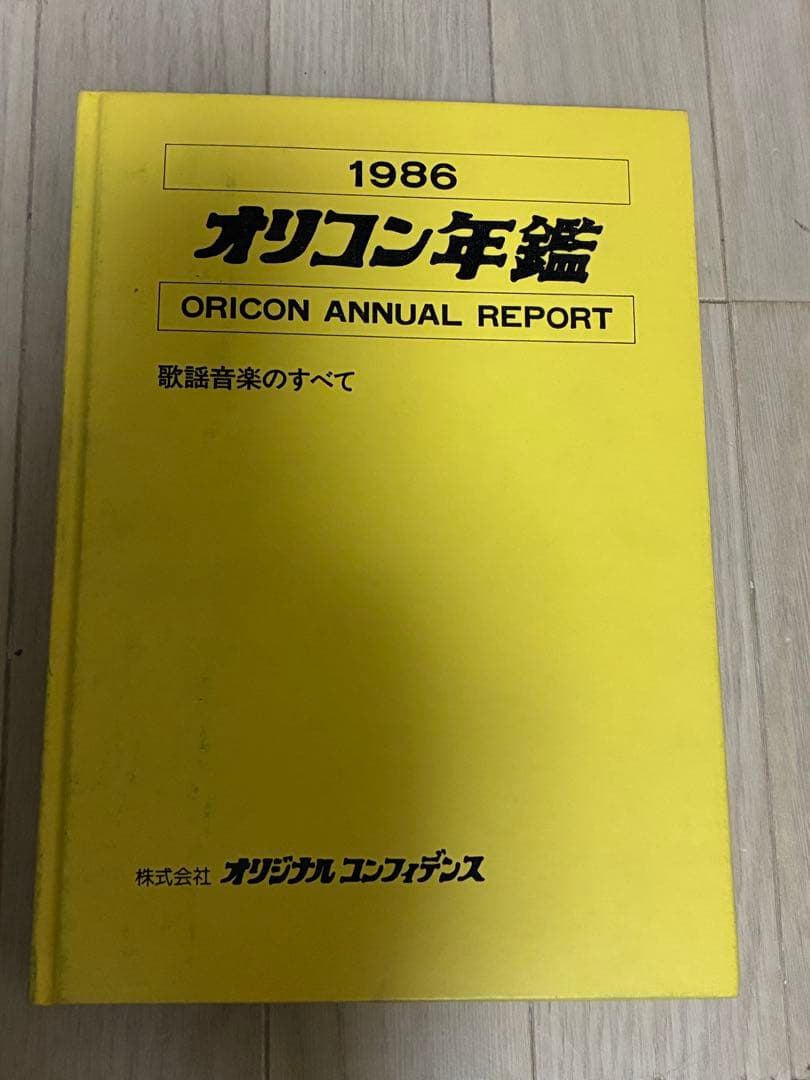 1986
オリコン年鑑
ORICON ANNUAL REPORT
歌謡音楽のすべて
株式会社 オリジナル コンフィデンス